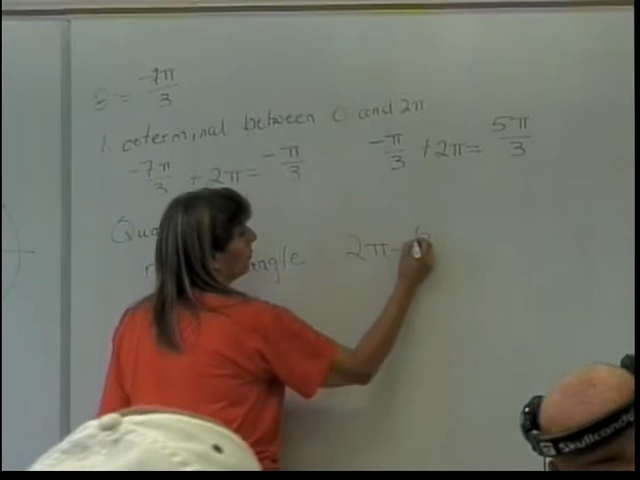 θ = -7π/3
1. coterminal between 0 and 2π
-7π/3 + 2π = -π/3   -π/3 + 2π = 5π/3
Qua
r angle   2π -
Skullcandy